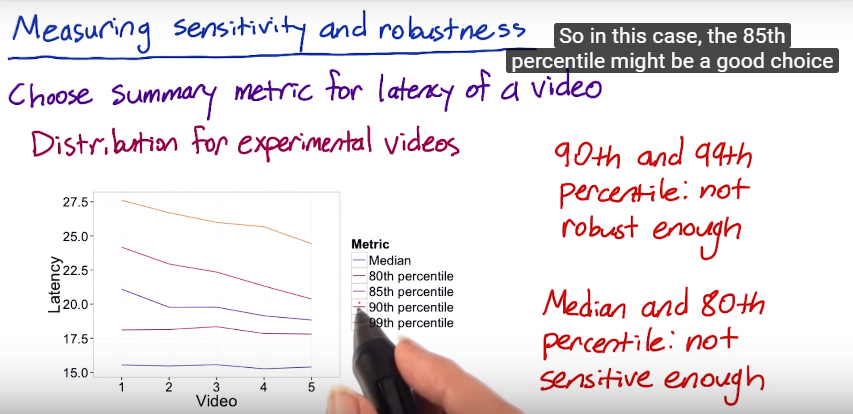 Measuring sensitivity and robustness
So in this case, the 85th
percentile might be a good choice
Choose summary metric for latency of a video
Distribution for experimental videos
90th and 99th
percentile: not
robust enough
Median and 80th
percentile: not
sensitive enough
27.5
25.0
22.5
20.0
17.5
15.0
Latency
1 2 3 4 5
Video
Metric
Median
80th percentile
85th percentile
90th percentile
99th percentile